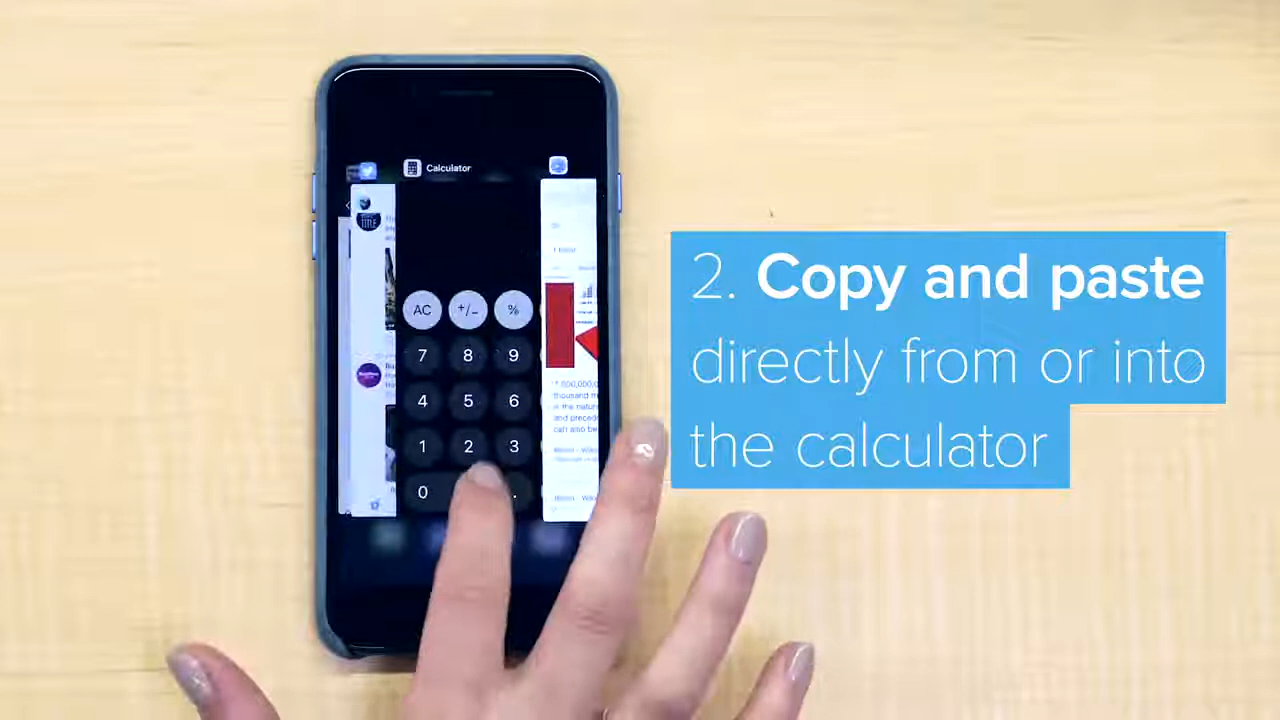 Calculator
TITLE
AC +/− %
7 8 9
4 5 6
1 2 3
0 .
2. Copy and paste
directly from or into
the calculator